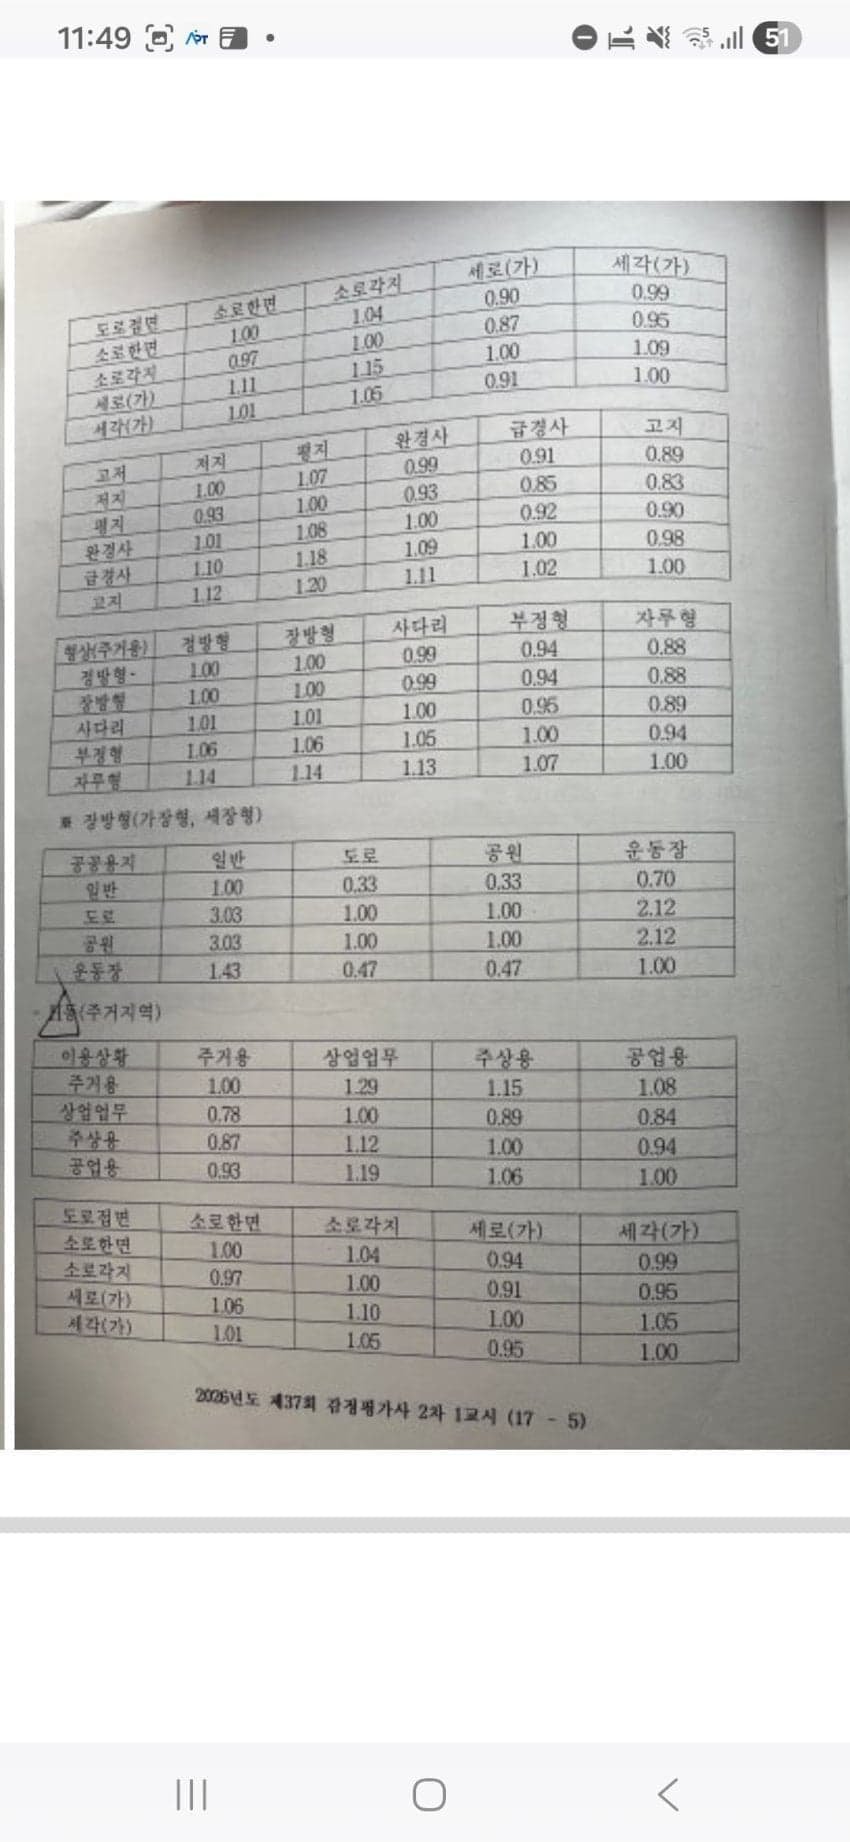 11:49
51
도로접면 소로한면 소로각지 세로(가) 세각(가)
소로한면 1.00 1.04 0.90 0.99
소로각지 0.97 1.00 0.87 0.95
세로(가) 1.11 1.15 1.00 1.09
세각(가) 1.01 1.05 0.91 1.00
고저 저지 평지 완경사 급경사 고지
저지 1.00 1.07 0.99 0.91 0.89
평지 0.93 1.00 0.93 0.85 0.83
완경사 1.01 1.08 1.00 0.92 0.90
급경사 1.10 1.18 1.09 1.00 0.98
고지 1.12 1.20 1.11 1.02 1.00
형상(주거용) 정방형 장방형 사다리 부정형 자루형
정방형 1.00 1.00 0.99 0.94 0.88
장방형 1.00 1.00 0.99 0.94 0.88
사다리 1.01 1.01 1.00 0.95 0.89
부정형 1.06 1.06 1.05 1.00 0.94
자루형 1.14 1.14 1.13 1.07 1.00
※ 장방형(가장형, 세장형)
공공용지 일반 도로 공원 운동장
일반 1.00 0.33 0.33 0.70
도로 3.03 1.00 1.00 2.12
공원 3.03 1.00 1.00 2.12
운동장 1.43 0.47 0.47 1.00
(주거지역)
이용상황 주거용 상업업무 주상용 공업용
주거용 1.00 1.29 1.15 1.08
상업업무 0.78 1.00 0.89 0.84
주상용 0.87 1.12 1.00 0.94
공업용 0.93 1.19 1.06 1.00
도로접면 소로한면 소로각지 세로(가) 세각(가)
소로한면 1.00 1.04 0.94 0.99
소로각지 0.97 1.00 0.91 0.95
세로(가) 1.06 1.10 1.00 1.05
세각(가) 1.01 1.05 0.95 1.00
2026년도 제37회 감정평가사 2차 1교시 (17 - 5)